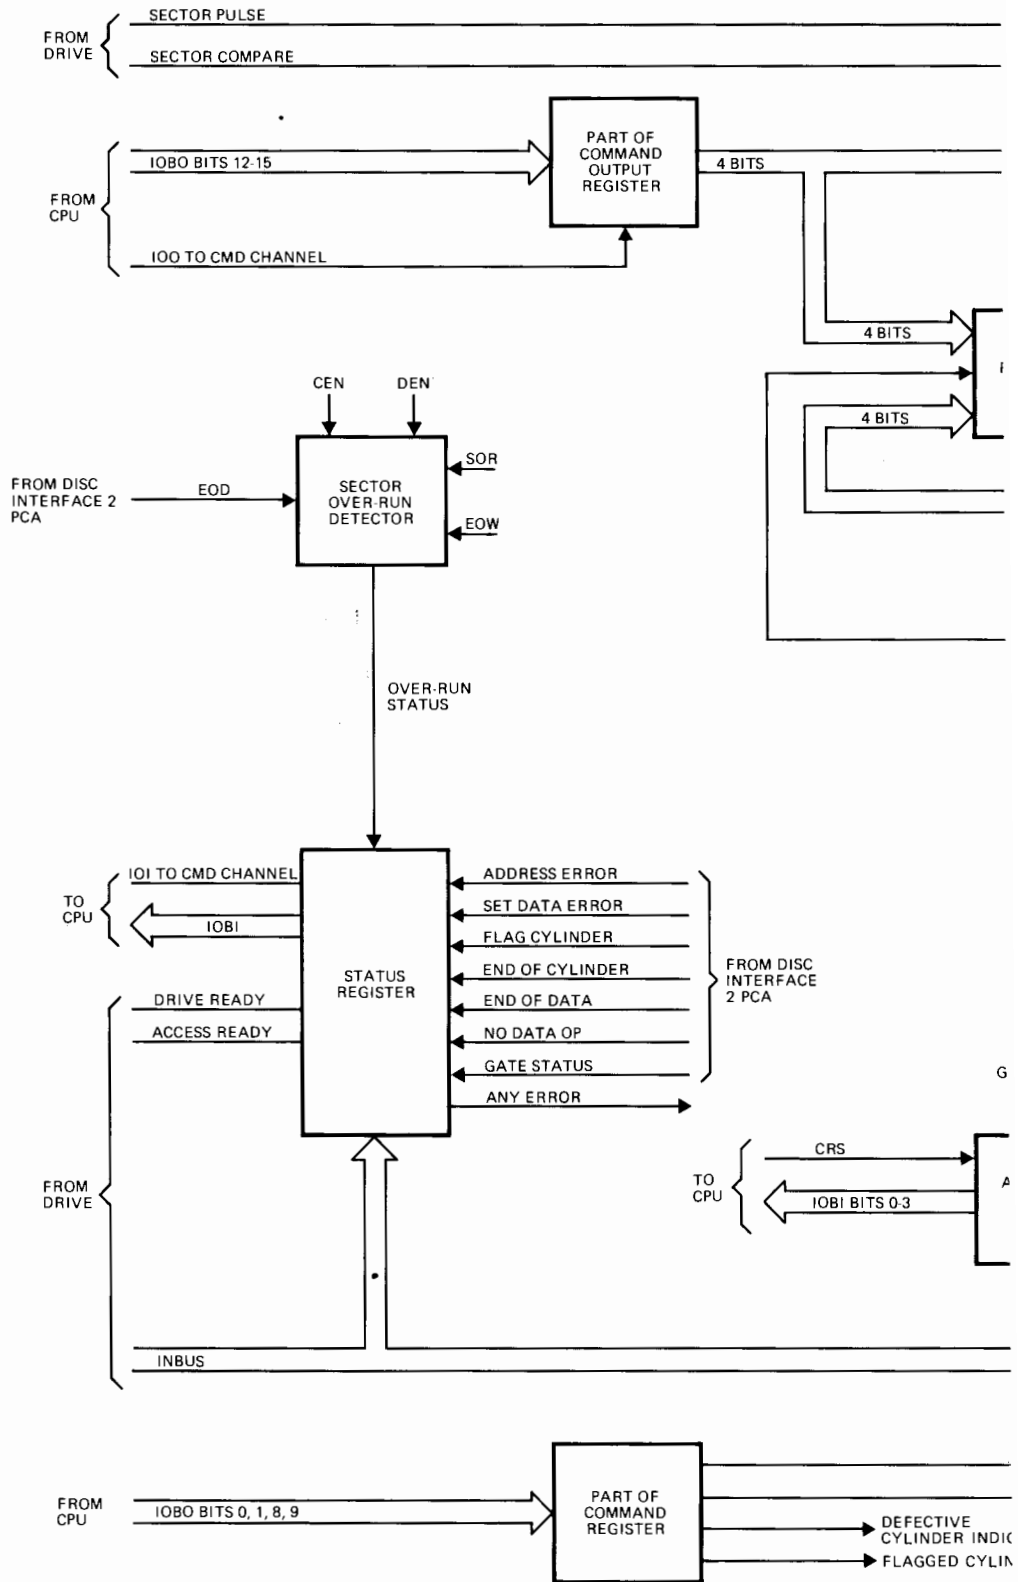 SECTOR PULSE
FROM
DRIVE
SECTOR COMPARE
PART OF
COMMAND
OUTPUT
REGISTER
IOBO BITS 12-15
4 BITS
FROM
CPU
IOO TO CMD CHANNEL
4 BITS
CEN
DEN
4 BITS
FROM DISC
INTERFACE 2
PCA
EOD
SECTOR
OVER-RUN
DETECTOR
SOR
EOW
OVER-RUN
STATUS
IOI TO CMD CHANNEL
TO
CPU
IOBI
DRIVE READY
ACCESS READY
STATUS
REGISTER
ADDRESS ERROR
SET DATA ERROR
FLAG CYLINDER
END OF CYLINDER
END OF DATA
NO DATA OP
GATE STATUS
ANY ERROR
FROM DISC
INTERFACE
2 PCA
G
CRS
TO
CPU
IOBI BITS 0-3
A
FROM
DRIVE
INBUS
FROM
CPU
IOBO BITS 0, 1, 8, 9
PART OF
COMMAND
REGISTER
DEFECTIVE
CYLINDER INDIC
FLAGGED CYLIN